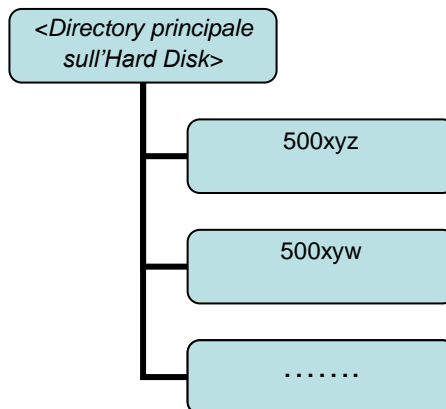 <Directory principale
sull’Hard Disk>
500xyz
500xyw
.......